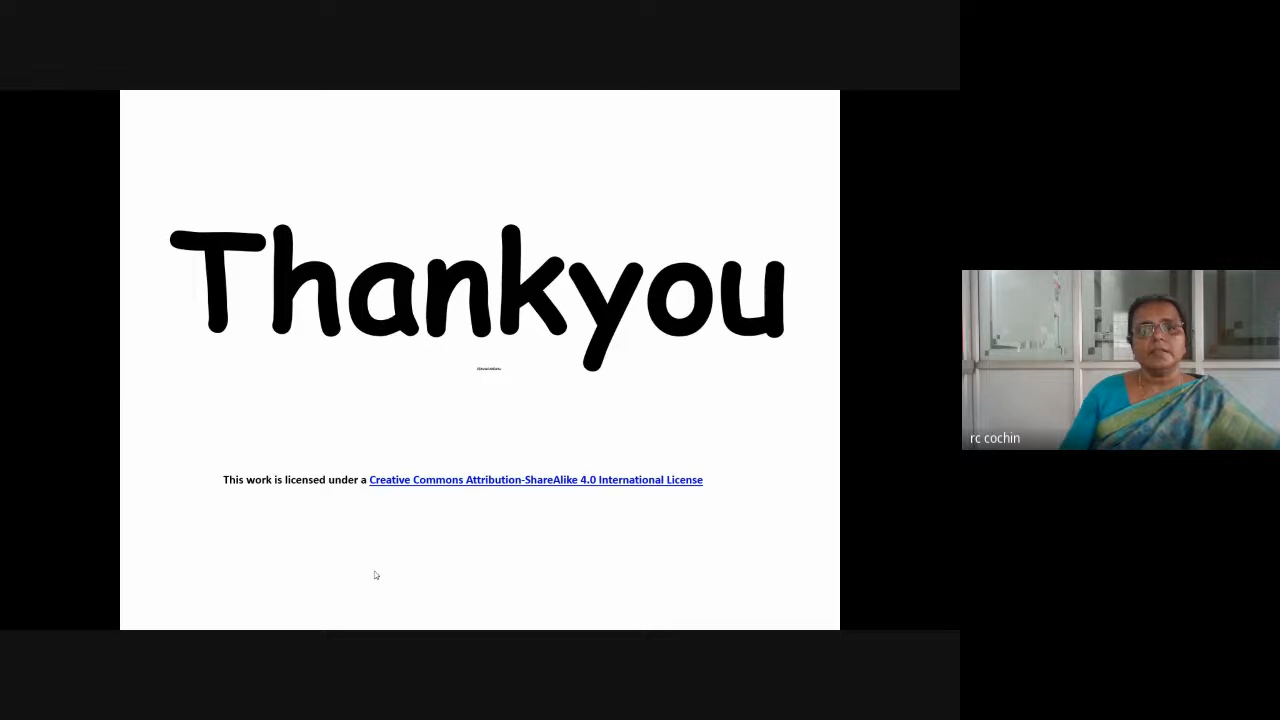 Thankyou
This work is licensed under a Creative Commons Attribution-ShareAlike 4.0 International License
rc cochin